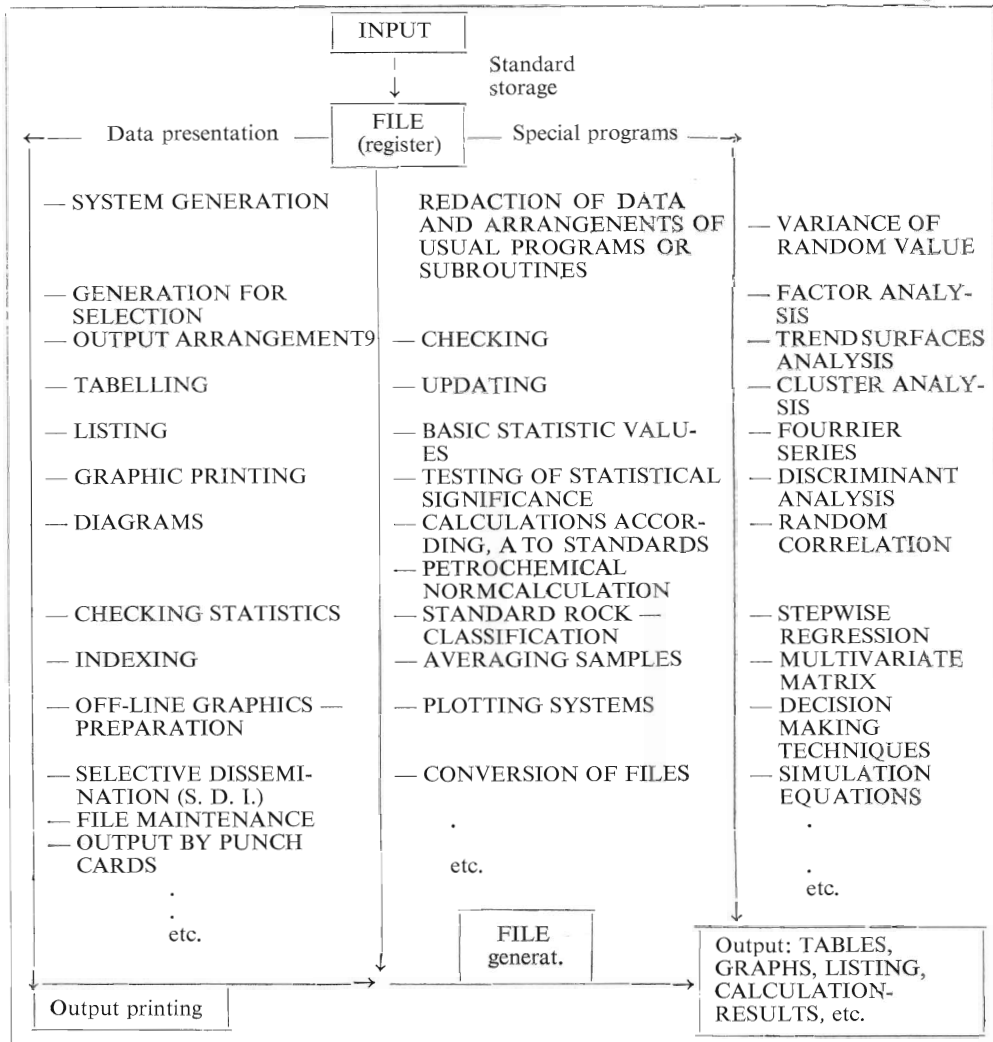 INPUT
Standard
storage
Data presentation
FILE
(register)
Special programs
— SYSTEM GENERATION
— GENERATION FOR
SELECTION
— OUTPUT ARRANGEMENT9
— TABELLING
— LISTING
— GRAPHIC PRINTING
— DIAGRAMS
— CHECKING STATISTICS
— INDEXING
— OFF-LINE GRAPHICS —
PREPARATION
— SELECTIVE DISSEMI-
NATION (S. D. I.)
— FILE MAINTENANCE
— OUTPUT BY PUNCH
CARDS
.
.
etc.
Output printing
REDACTION OF DATA
AND ARRANGENENTS OF
USUAL PROGRAMS OR
SUBROUTINES
— CHECKING
— UPDATING
— BASIC STATISTIC VALU-
ES
— TESTING OF STATISTICAL
SIGNIFICANCE
— CALCULATIONS ACCOR-
DING, A TO STANDARDS
— PETROCHEMICAL
NORMCALCULATION
— STANDARD ROCK —
CLASSIFICATION
— AVERAGING SAMPLES
— PLOTTING SYSTEMS
— CONVERSION OF FILES
.
.
etc.
FILE
generat.
— VARIANCE OF
RANDOM VALUE
— FACTOR ANALY-
SIS
— TREND SURFACES
ANALYSIS
— CLUSTER ANALY-
SIS
— FOURRIER
SERIES
— DISCRIMINANT
ANALYSIS
— RANDOM
CORRELATION
— STEPWISE
REGRESSION
— MULTIVARIATE
MATRIX
— DECISION
MAKING
TECHNIQUES
— SIMULATION
EQUATIONS
.
.
etc.
Output: TABLES,
GRAPHS, LISTING,
CALCULATION-
RESULTS, etc.